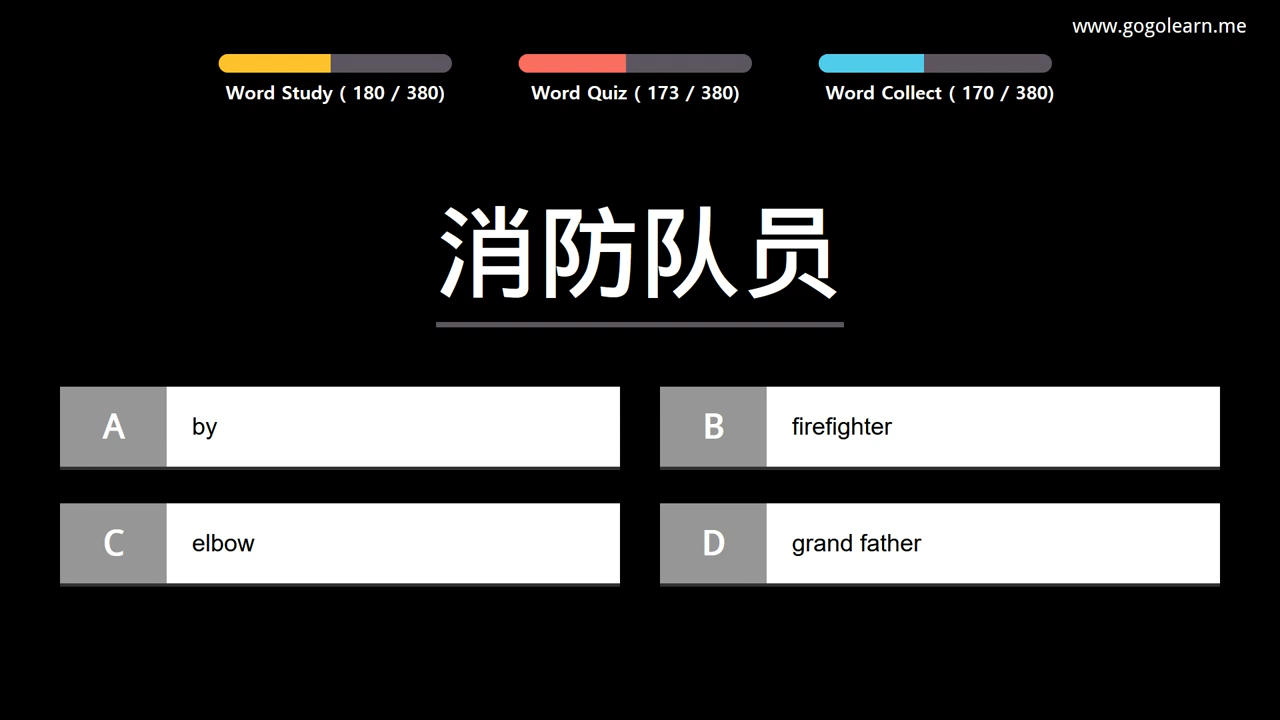 www.gogolearn.me
Word Study ( 180 / 380)
Word Quiz ( 173 / 380)
Word Collect ( 170 / 380)
消防队员
A by
B firefighter
C elbow
D grand father